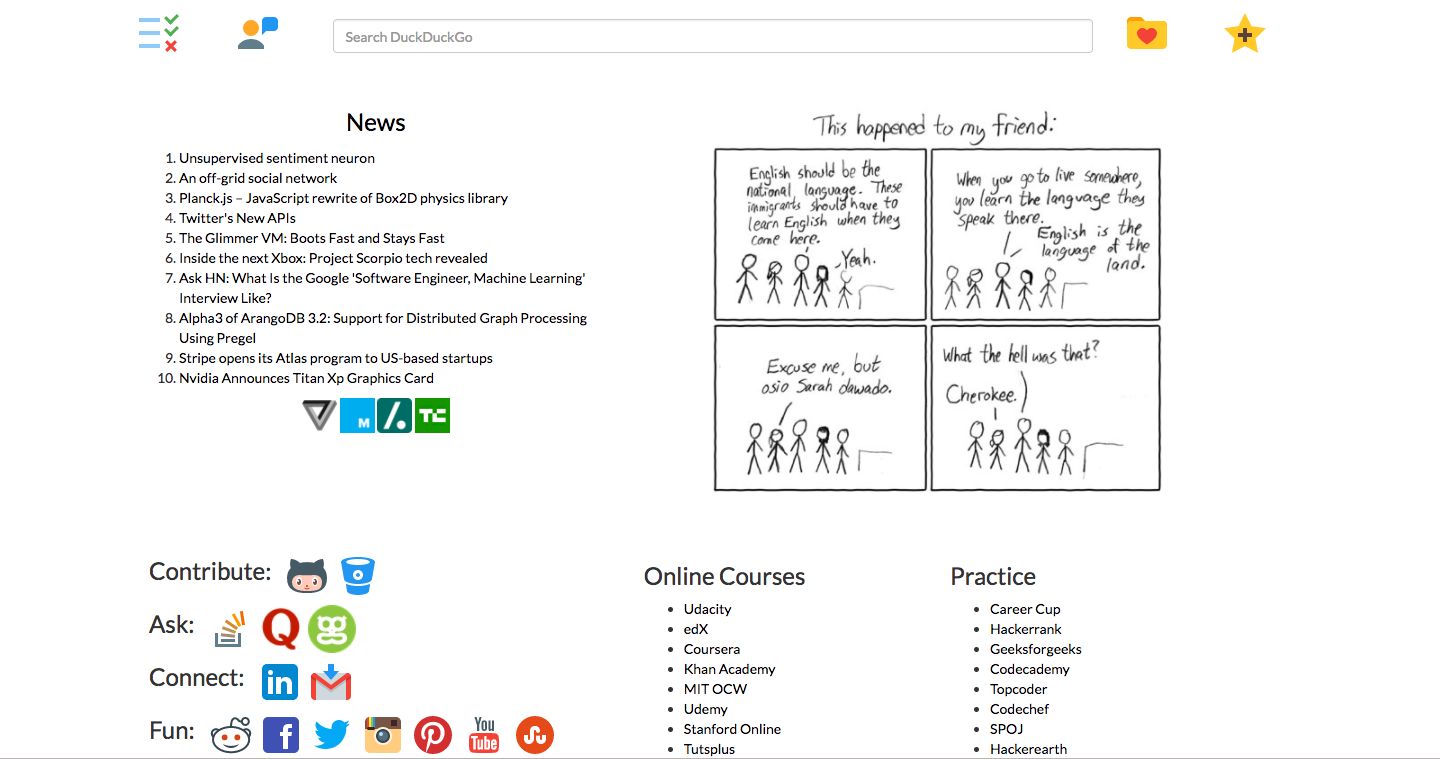 Search DuckDuckGo
News
1. Unsupervised sentiment neuron
2. An off-grid social network
3. Planck.js – JavaScript rewrite of Box2D physics library
4. Twitter's New APIs
5. The Glimmer VM: Boots Fast and Stays Fast
6. Inside the next Xbox: Project Scorpio tech revealed
7. Ask HN: What Is the Google 'Software Engineer, Machine Learning'
Interview Like?
8. Alpha3 of ArangoDB 3.2: Support for Distributed Graph Processing
Using Pregel
9. Stripe opens its Atlas program to US-based startups
10. Nvidia Announces Titan Xp Graphics Card
M
TC
This happened to my friend:
English should be the
national language. These
immigrants should have to
learn English when they
come here.
Yeah.
When you go to live somewhere,
you learn the language they
speak there.
English is the
language of the
land.
Excuse me, but
osio Sarah dawado.
What the hell was that?
Cherokee.
Contribute:
Ask:
Q
Connect:
in
Fun:
f
You
Tube
Online Courses
• Udacity
• edX
• Coursera
• Khan Academy
• MIT OCW
• Udemy
• Stanford Online
• Tutsplus
Practice
• Career Cup
• Hackerrank
• Geeksforgeeks
• Codecademy
• Topcoder
• Codechef
• SPOJ
• Hackerearth